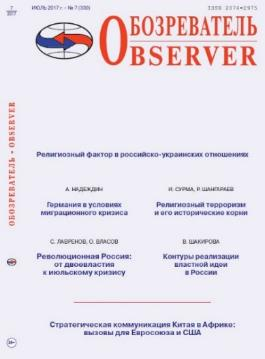 7
2017
ИЮЛЬ 2017 г. – № 7 (330)
ISSN 2074-2975
ОБОЗРЕВАТЕЛЬ
OBSERVER
ОБОЗРЕВАТЕЛЬ • OBSERVER
Религиозный фактор в российско-украинских отношениях
А. НАДЕЖДИН
Германия в условиях
миграционного кризиса
И. СУРМА, Р. ШАНГАРАЕВ
Религиозный терроризм
и его исторические корни
С. ЛАВРЕНОВ, О. ВЛАСОВ
Революционная Россия:
от двоевластия
к июльскому кризису
В. ШАКИРОВА
Контуры реализации
властной идеи
в России
Стратегическая коммуникация Китая в Африке:
вызовы для Евросоюза и США